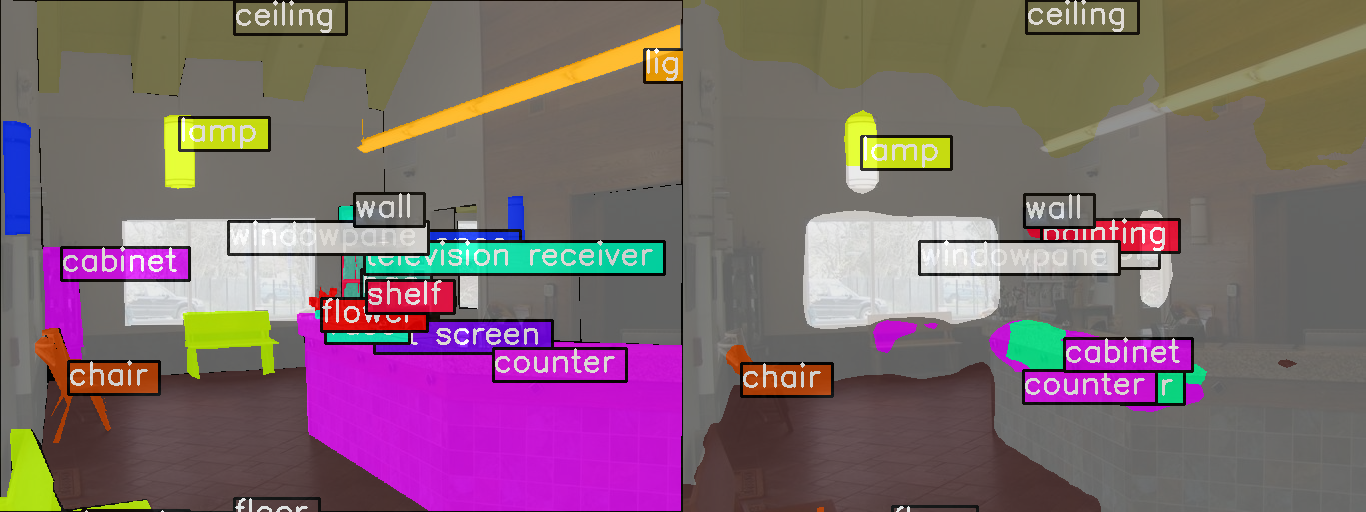 ceiling
lig
lamp
wall
windowpane
television receiver
cabinet
shelf
flower
screen
counter
chair
floor
ceiling
lamp
wall
painting
windowpane
cabinet
counter
r
chair